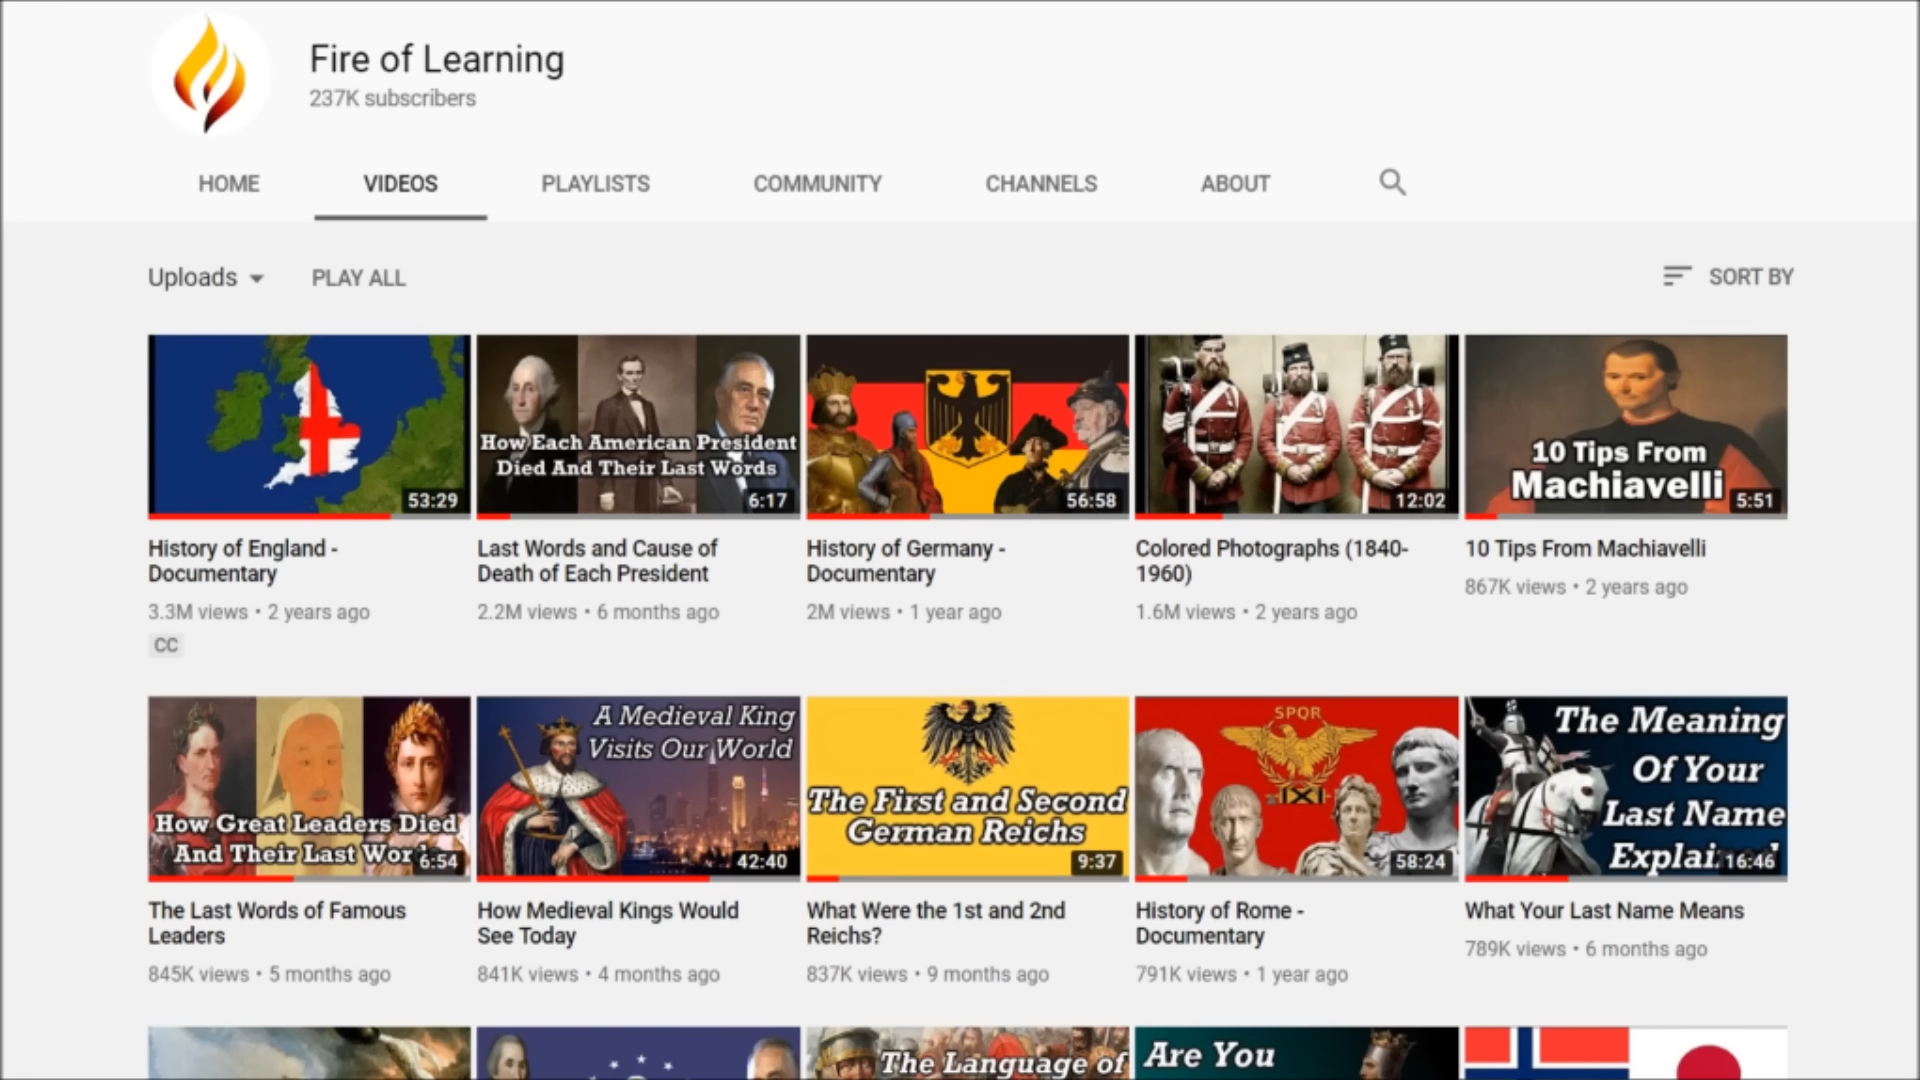 Fire of Learning
237K subscribers
HOME VIDEOS PLAYLISTS COMMUNITY CHANNELS ABOUT
Uploads PLAY ALL SORT BY
53:29
How Each American President
Died And Their Last Words
6:17
56:58
12:02
10 Tips From
Machiavelli
5:51
History of England -
Documentary
3.3M views • 2 years ago
CC
Last Words and Cause of
Death of Each President
2.2M views • 6 months ago
History of Germany -
Documentary
2M views • 1 year ago
Colored Photographs (1840-
1960)
1.6M views • 2 years ago
10 Tips From Machiavelli
867K views • 2 years ago
How Great Leaders Died
And Their Last
6:54
A Medieval King
Visits Our World
42:40
The First and Second
German Reichs
9:37
SPQR
58:24
The Meaning
Of Your
Last Name
16:46
The Last Words of Famous
Leaders
845K views • 5 months ago
How Medieval Kings Would
See Today
841K views • 4 months ago
What Were the 1st and 2nd
Reichs?
837K views • 9 months ago
History of Rome -
Documentary
791K views • 1 year ago
What Your Last Name Means
789K views • 6 months ago
The Language of
Are You